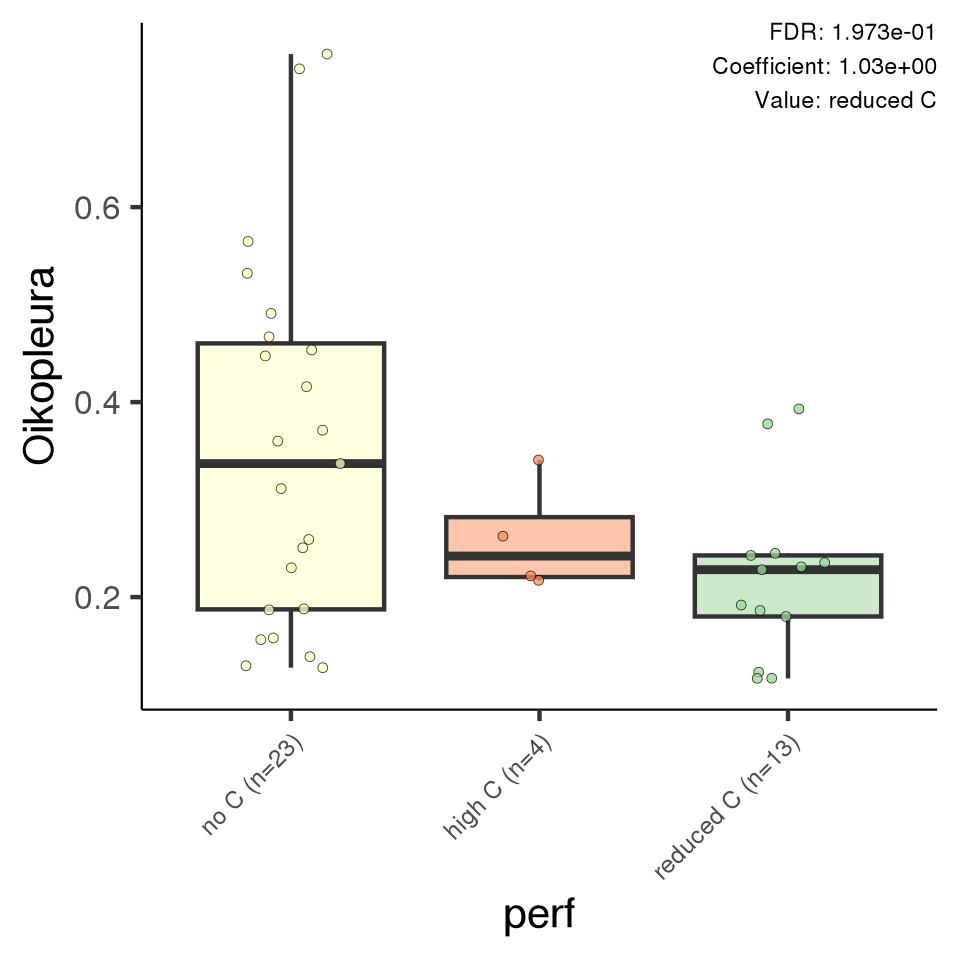 FDR: 1.973e-01
Coefficient: 1.03e+00
Value: reduced C
Oikopleura
0.6
0.4
0.2
no C (n=23)
high C (n=4)
reduced C (n=13)
perf